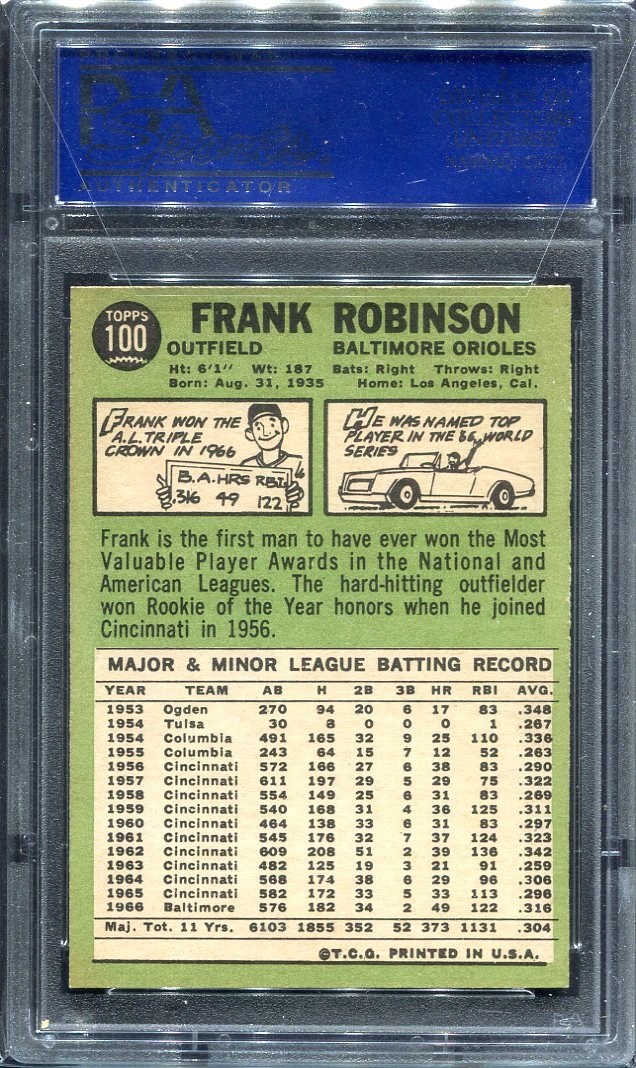 PSA
AUTHENTICATOR
TOPPS
100
FRANK ROBINSON
OUTFIELD BALTIMORE ORIOLES
Ht: 6'1" Wt: 187 Bats: Right Throws: Right
Born: Aug. 31, 1935 Home: Los Angeles, Cal.
FRANK WON THE
A.L. TRIPLE
CROWN IN 1966
B.A. HRS RBI
.316 49 122
HE WAS NAMED TOP
PLAYER IN THE '66 WORLD
SERIES
Frank is the first man to have ever won the Most
Valuable Player Awards in the National and
American Leagues. The hard-hitting outfielder
won Rookie of the Year honors when he joined
Cincinnati in 1956.
MAJOR & MINOR LEAGUE BATTING RECORD
YEAR TEAM AB H 2B 3B HR RBI AVG.
1953 Ogden 270 94 20 6 17 83 .348
1954 Tulsa 30 8 0 0 0 1 .267
1954 Columbia 491 165 32 9 25 110 .336
1955 Columbia 243 64 15 7 12 52 .263
1956 Cincinnati 572 166 27 6 38 83 .290
1957 Cincinnati 611 197 29 5 29 75 .322
1958 Cincinnati 554 149 25 6 31 83 .269
1959 Cincinnati 540 168 31 4 36 125 .311
1960 Cincinnati 464 138 33 6 31 83 .297
1961 Cincinnati 545 176 32 7 37 124 .323
1962 Cincinnati 609 208 51 2 39 136 .342
1963 Cincinnati 482 125 19 3 21 91 .259
1964 Cincinnati 568 174 38 6 29 96 .306
1965 Cincinnati 582 172 33 5 33 113 .296
1966 Baltimore 576 182 34 2 49 122 .316
Maj. Tot. 11 Yrs. 6103 1855 352 52 373 1131 .304
©T.C.G. PRINTED IN U.S.A.